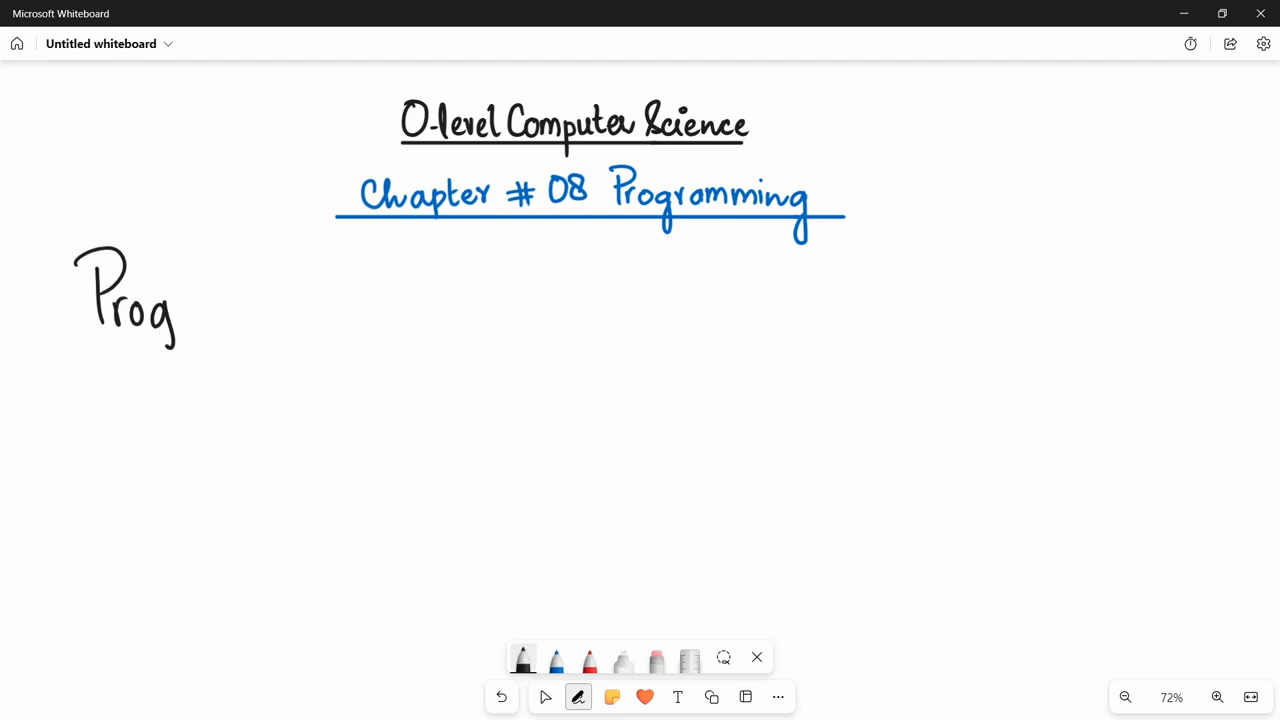 Microsoft Whiteboard
Untitled whiteboard
O-level Computer Science
Chapter # 08 Programming
Prog
72%